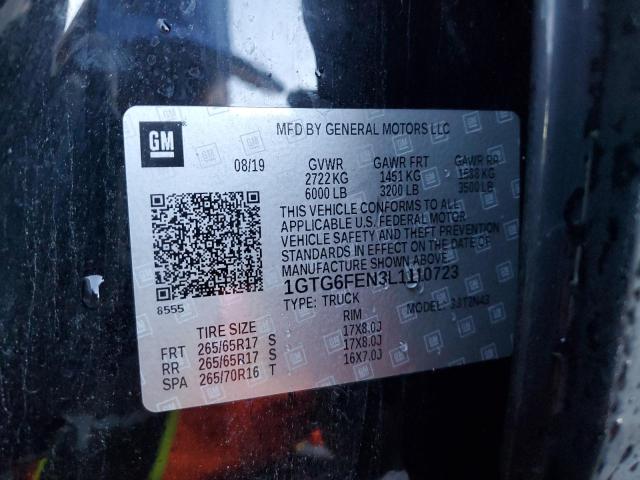 GM
MFD BY GENERAL MOTORS LLC
08/19 GVWR GAWR FRT GAWR RR
2722 KG 1451 KG 1588 KG
6000 LB 3200 LB 3500 LB
THIS VEHICLE CONFORMS TO ALL
APPLICABLE U.S. FEDERAL MOTOR
VEHICLE SAFETY AND THEFT PREVENTION
STANDARDS IN EFFECT ON THE DATE OF
MANUFACTURE SHOWN ABOVE.
1GTG6FEN3L1110723
8555 TYPE: TRUCK MODEL:
TIRE SIZE RIM
FRT 265/65R17 S 17X8.0J
RR 265/65R17 S 17X8.0J
SPA 265/70R16 T 16X7.0J